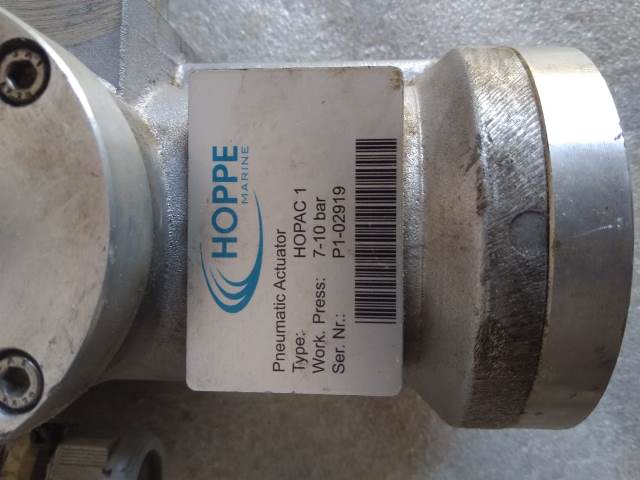 HOPPE
MARINE
Pneumatic Actuator
Type: HOPAC 1
Work. Press: 7-10 bar
Ser. Nr.: P1-02919